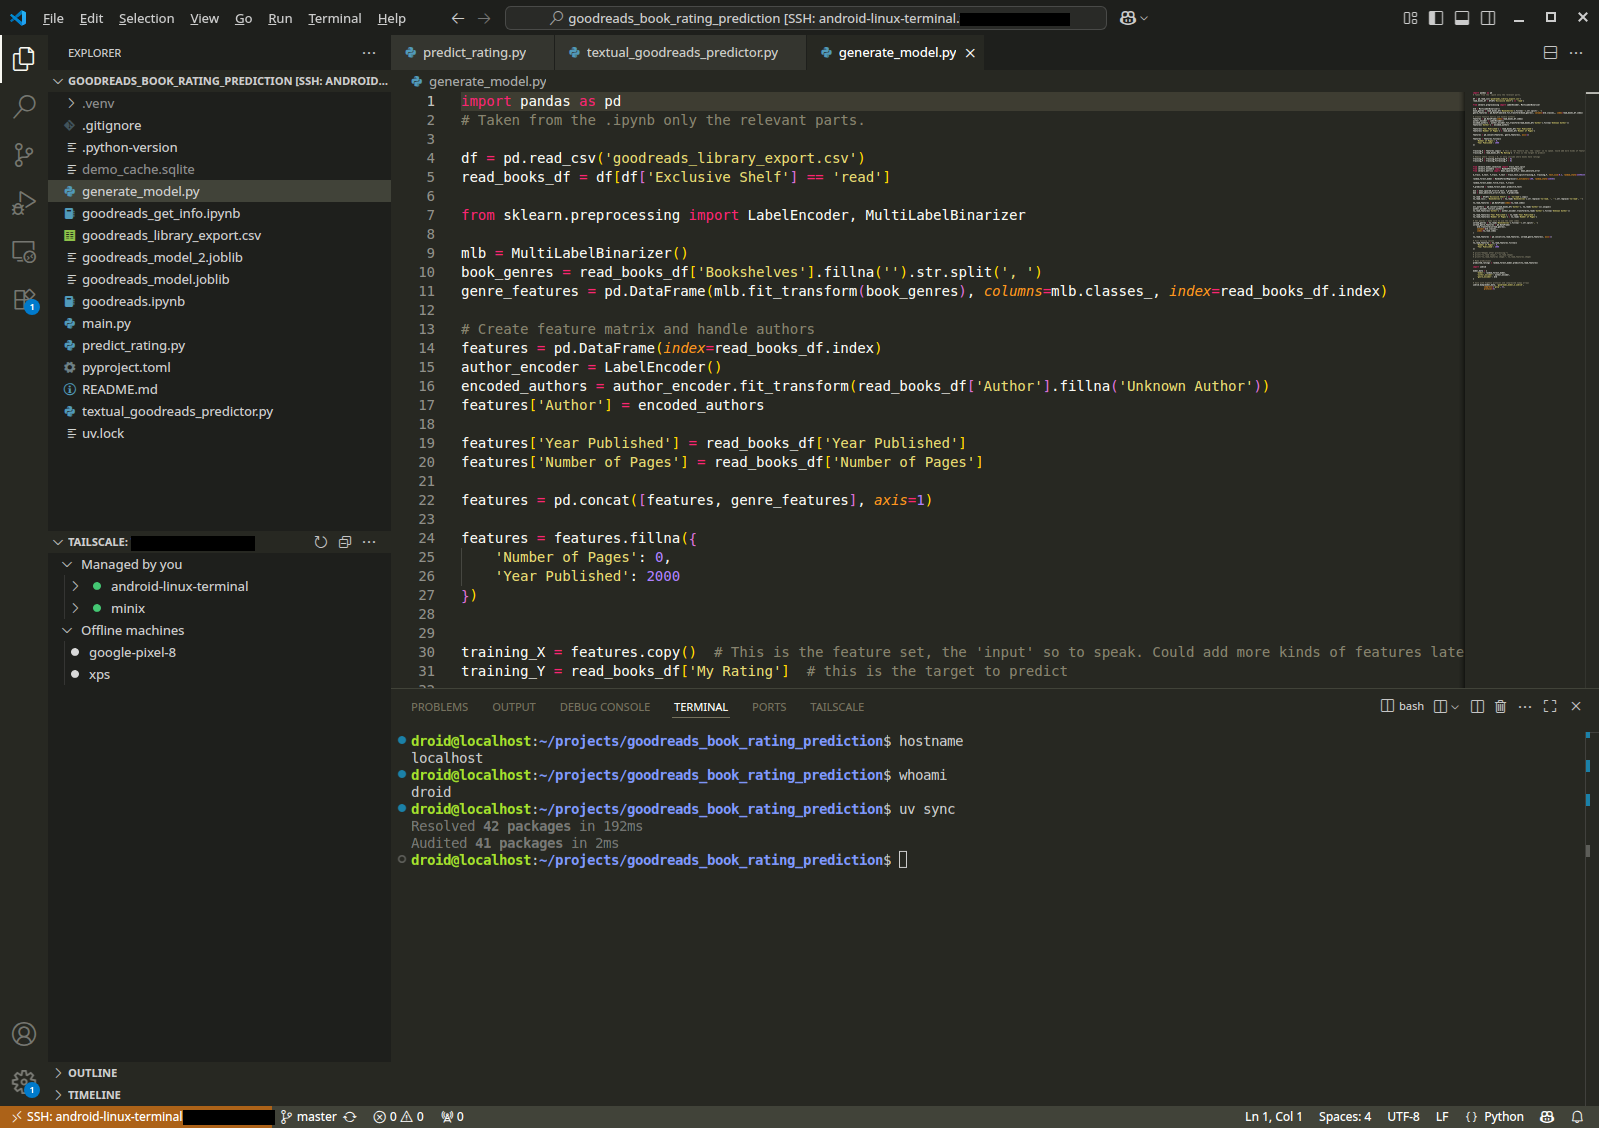 File Edit Selection View Go Run Terminal Help
goodreads_book_rating_prediction [SSH: android-linux-terminal.
EXPLORER
predict_rating.py
textual_goodreads_predictor.py
generate_model.py
GOODREADS_BOOK_RATING_PREDICTION [SSH: ANDROID...
.venv
.gitignore
.python-version
demo_cache.sqlite
generate_model.py
goodreads_get_info.ipynb
goodreads_library_export.csv
goodreads_model_2.joblib
goodreads_model.joblib
goodreads.ipynb
main.py
predict_rating.py
pyproject.toml
README.md
textual_goodreads_predictor.py
uv.lock
1
TAILSCALE:
Managed by you
android-linux-terminal
minix
Offline machines
google-pixel-8
xps
OUTLINE
TIMELINE
1
generate_model.py
1 import pandas as pd
2 # Taken from the .ipynb only the relevant parts.
3
4 df = pd.read_csv('goodreads_library_export.csv')
5 read_books_df = df[df['Exclusive Shelf'] == 'read']
6
7 from sklearn.preprocessing import LabelEncoder, MultiLabelBinarizer
8
9 mlb = MultiLabelBinarizer()
10 book_genres = read_books_df['Bookshelves'].fillna('').str.split(', ')
11 genre_features = pd.DataFrame(mlb.fit_transform(book_genres), columns=mlb.classes_, index=read_books_df.index)
12
13 # Create feature matrix and handle authors
14 features = pd.DataFrame(index=read_books_df.index)
15 author_encoder = LabelEncoder()
16 encoded_authors = author_encoder.fit_transform(read_books_df['Author'].fillna('Unknown Author'))
17 features['Author'] = encoded_authors
18
19 features['Year Published'] = read_books_df['Year Published']
20 features['Number of Pages'] = read_books_df['Number of Pages']
21
22 features = pd.concat([features, genre_features], axis=1)
23
24 features = features.fillna({
25 'Number of Pages': 0,
26 'Year Published': 2000
27 })
28
29
30 training_X = features.copy() # This is the feature set, the 'input' so to speak. Could add more kinds of features late
31 training_Y = read_books_df['My Rating'] # this is the target to predict
PROBLEMS OUTPUT DEBUG CONSOLE TERMINAL PORTS TAILSCALE
bash
droid@localhost:~/projects/goodreads_book_rating_prediction$ hostname
localhost
droid@localhost:~/projects/goodreads_book_rating_prediction$ whoami
droid
droid@localhost:~/projects/goodreads_book_rating_prediction$ uv sync
Resolved 42 packages in 192ms
Audited 41 packages in 2ms
droid@localhost:~/projects/goodreads_book_rating_prediction$
SSH: android-linux-terminal
master
0 0
0
Ln 1, Col 1 Spaces: 4 UTF-8 LF {} Python